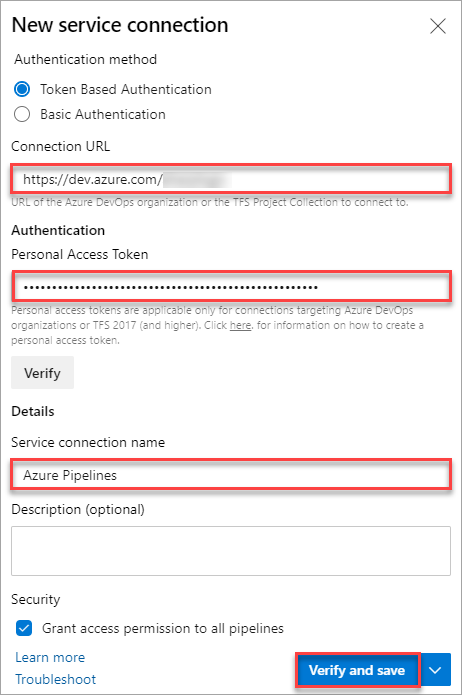 New service connection
Authentication method
Token Based Authentication
Basic Authentication
Connection URL
https://dev.azure.com/
URL of the Azure DevOps organization or the TFS Project Collection to connect to.
Authentication
Personal Access Token
Personal access tokens are applicable only for connections targeting Azure DevOps
organizations or TFS 2017 (and higher). Click here. for information on how to create a
personal access token.
Verify
Details
Service connection name
Azure Pipelines
Description (optional)
Security
Grant access permission to all pipelines
Learn more
Troubleshoot
Verify and save